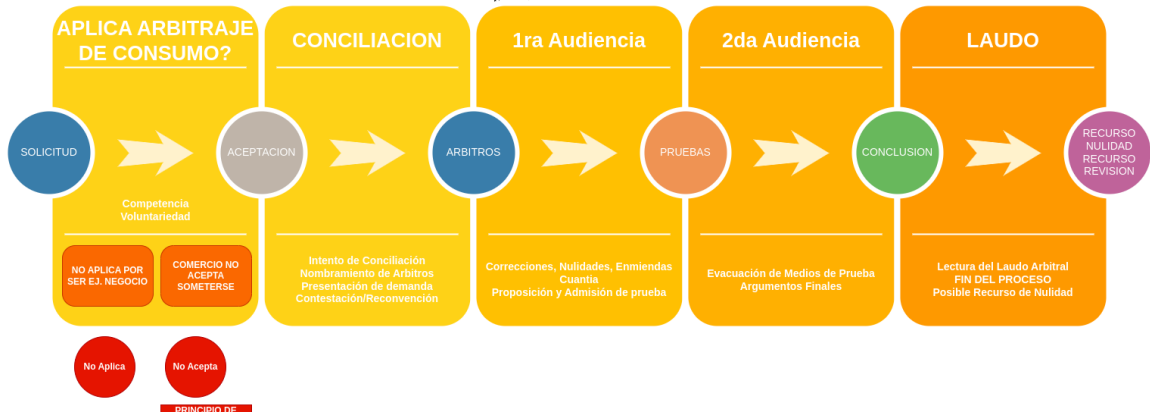 APLICA ARBITRAJE
DE CONSUMO?
CONCILIACION
1ra Audiencia
2da Audiencia
LAUDO
SOLICITUD
ACEPTACION
ARBITROS
PRUEBAS
CONCLUSION
RECURSO
NULIDAD
RECURSO
REVISION
Competencia
Voluntariedad
NO APLICA POR
SER EJ. NEGOCIO
COMERCIO NO
ACEPTA
SOMETERSE
Intento de Conciliación
Nombramiento de Arbitros
Presentación de demanda
Contestación/Reconvención
Correcciones, Nulidades, Enmiendas
Cuantia
Proposición y Admisión de prueba
Evacuación de Medios de Prueba
Argumentos Finales
Lectura del Laudo Arbitral
FIN DEL PROCESO
Posible Recurso de Nulidad
No Aplica
No Acepta
PRINCIPIO DE